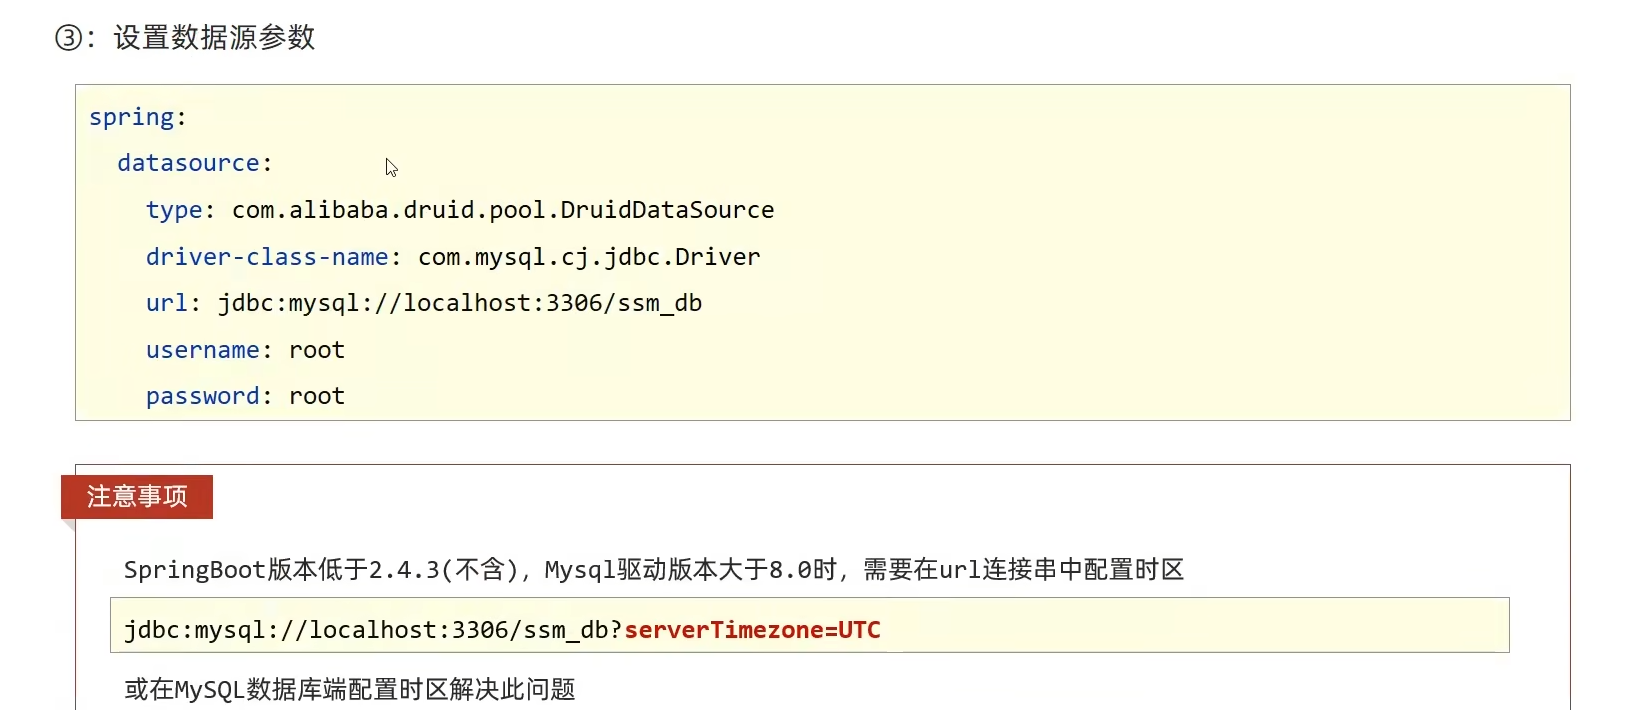 ③：设置数据源参数
spring:
  datasource:
    type: com.alibaba.druid.pool.DruidDataSource
    driver-class-name: com.mysql.cj.jdbc.Driver
    url: jdbc:mysql://localhost:3306/ssm_db
    username: root
    password: root
注意事项
SpringBoot版本低于2.4.3(不含)，Mysql驱动版本大于8.0时，需要在url连接串中配置时区
jdbc:mysql://localhost:3306/ssm_db?serverTimezone=UTC
或在MySQL数据库端配置时区解决此问题